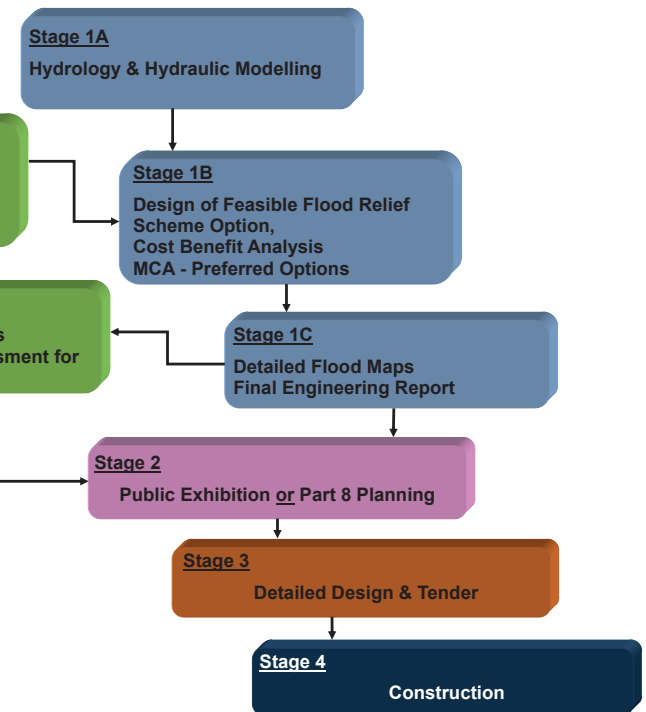 Stage 1A
Hydrology & Hydraulic Modelling
Stage 1B
Design of Feasible Flood Relief
Scheme Option,
Cost Benefit Analysis
MCA - Preferred Options
Stage 1C
Detailed Flood Maps
Final Engineering Report
s
sment for
Stage 2
Public Exhibition or Part 8 Planning
Stage 3
Detailed Design & Tender
Stage 4
Construction